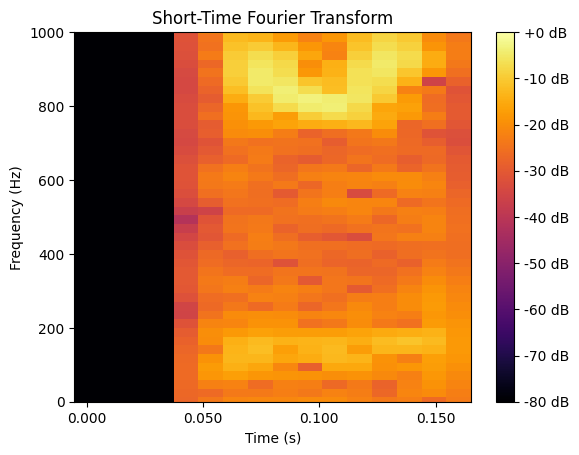 Short-Time Fourier Transform
1000
800
600
400
200
0
Frequency (Hz)
0.000
0.050
0.100
0.150
Time (s)
+0 dB
-10 dB
-20 dB
-30 dB
-40 dB
-50 dB
-60 dB
-70 dB
-80 dB